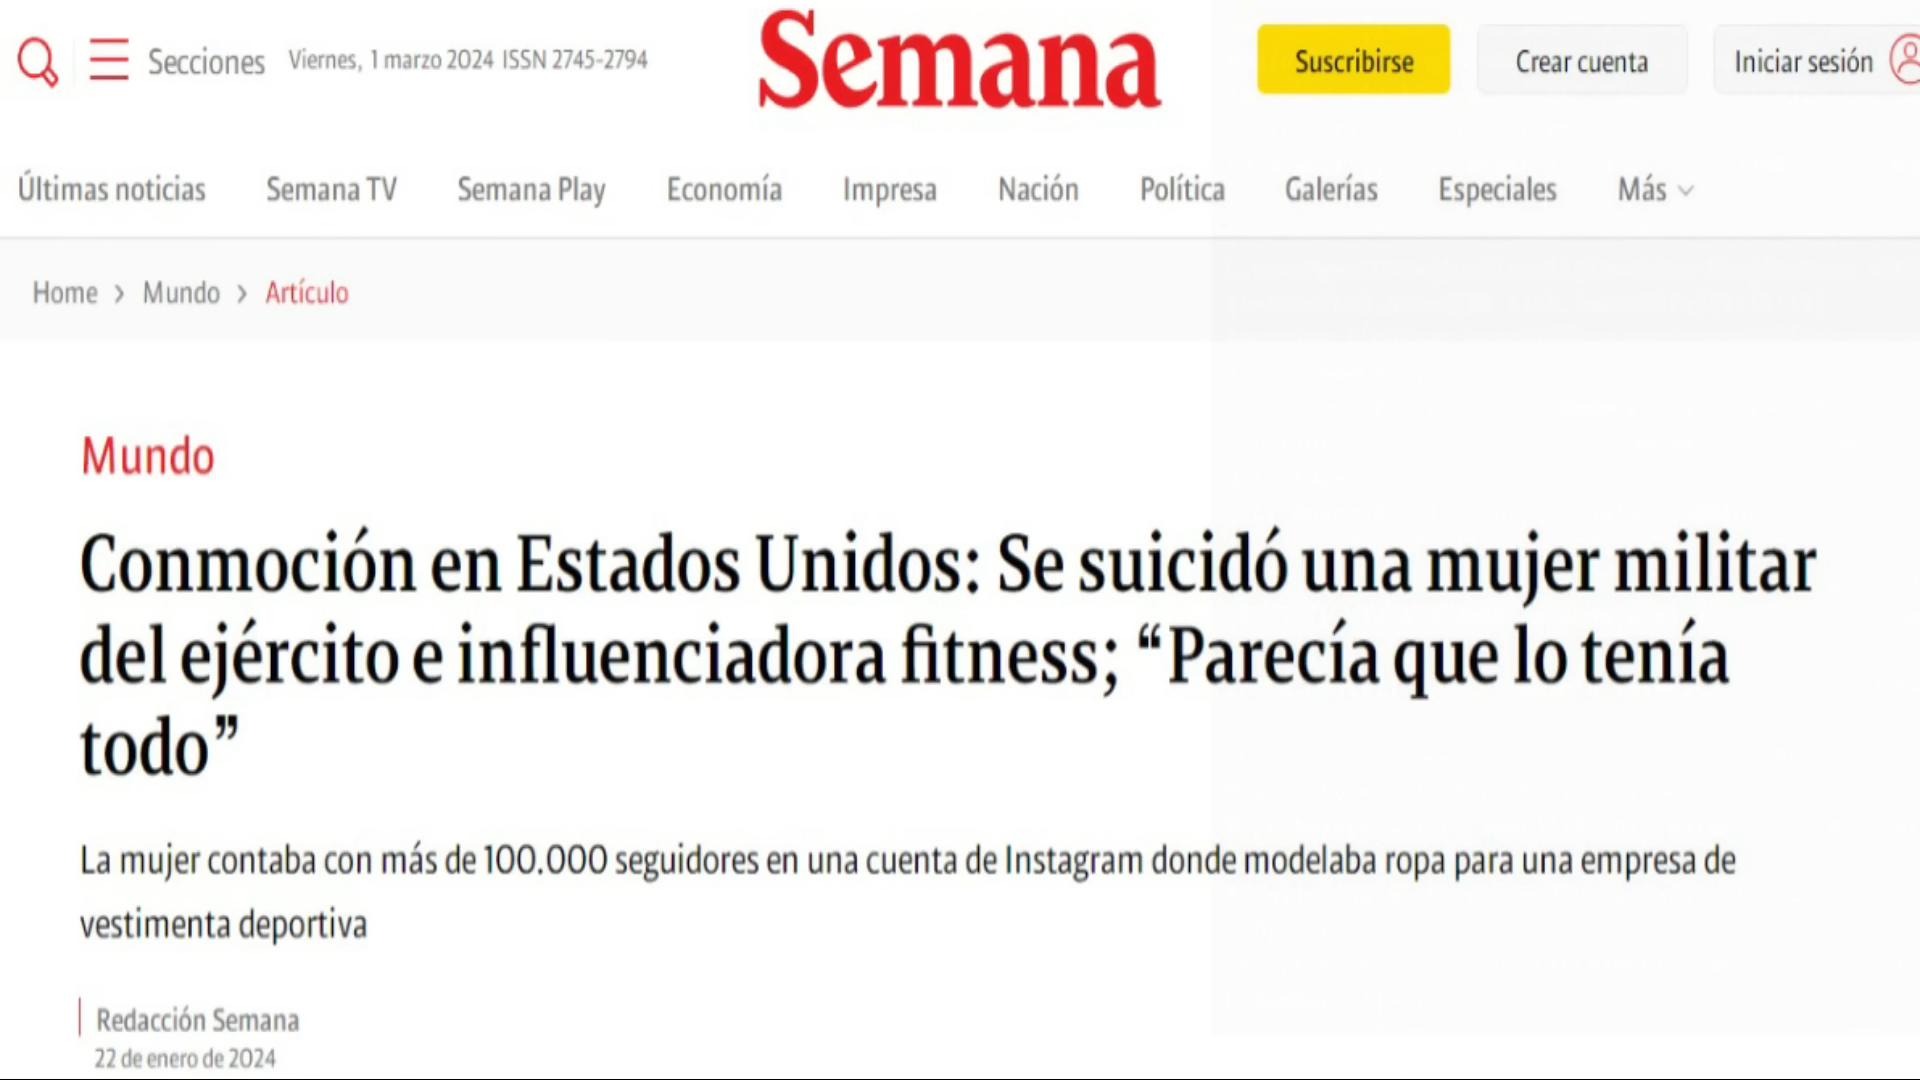 Secciones
Viernes, 1 marzo 2024 ISSN 2745-2794
Semana
Suscribirse
Crear cuenta
Iniciar sesión
Últimas noticias
Semana TV
Semana Play
Economía
Impresa
Nación
Política
Galerías
Especiales
Más
Home > Mundo > Artículo
Mundo
Conmoción en Estados Unidos: Se suicidó una mujer militar
del ejército e influenciadora fitness; “Parecía que lo tenía
todo”
La mujer contaba con más de 100.000 seguidores en una cuenta de Instagram donde modelaba ropa para una empresa de
vestimenta deportiva
Redacción Semana
22 de enero de 2024